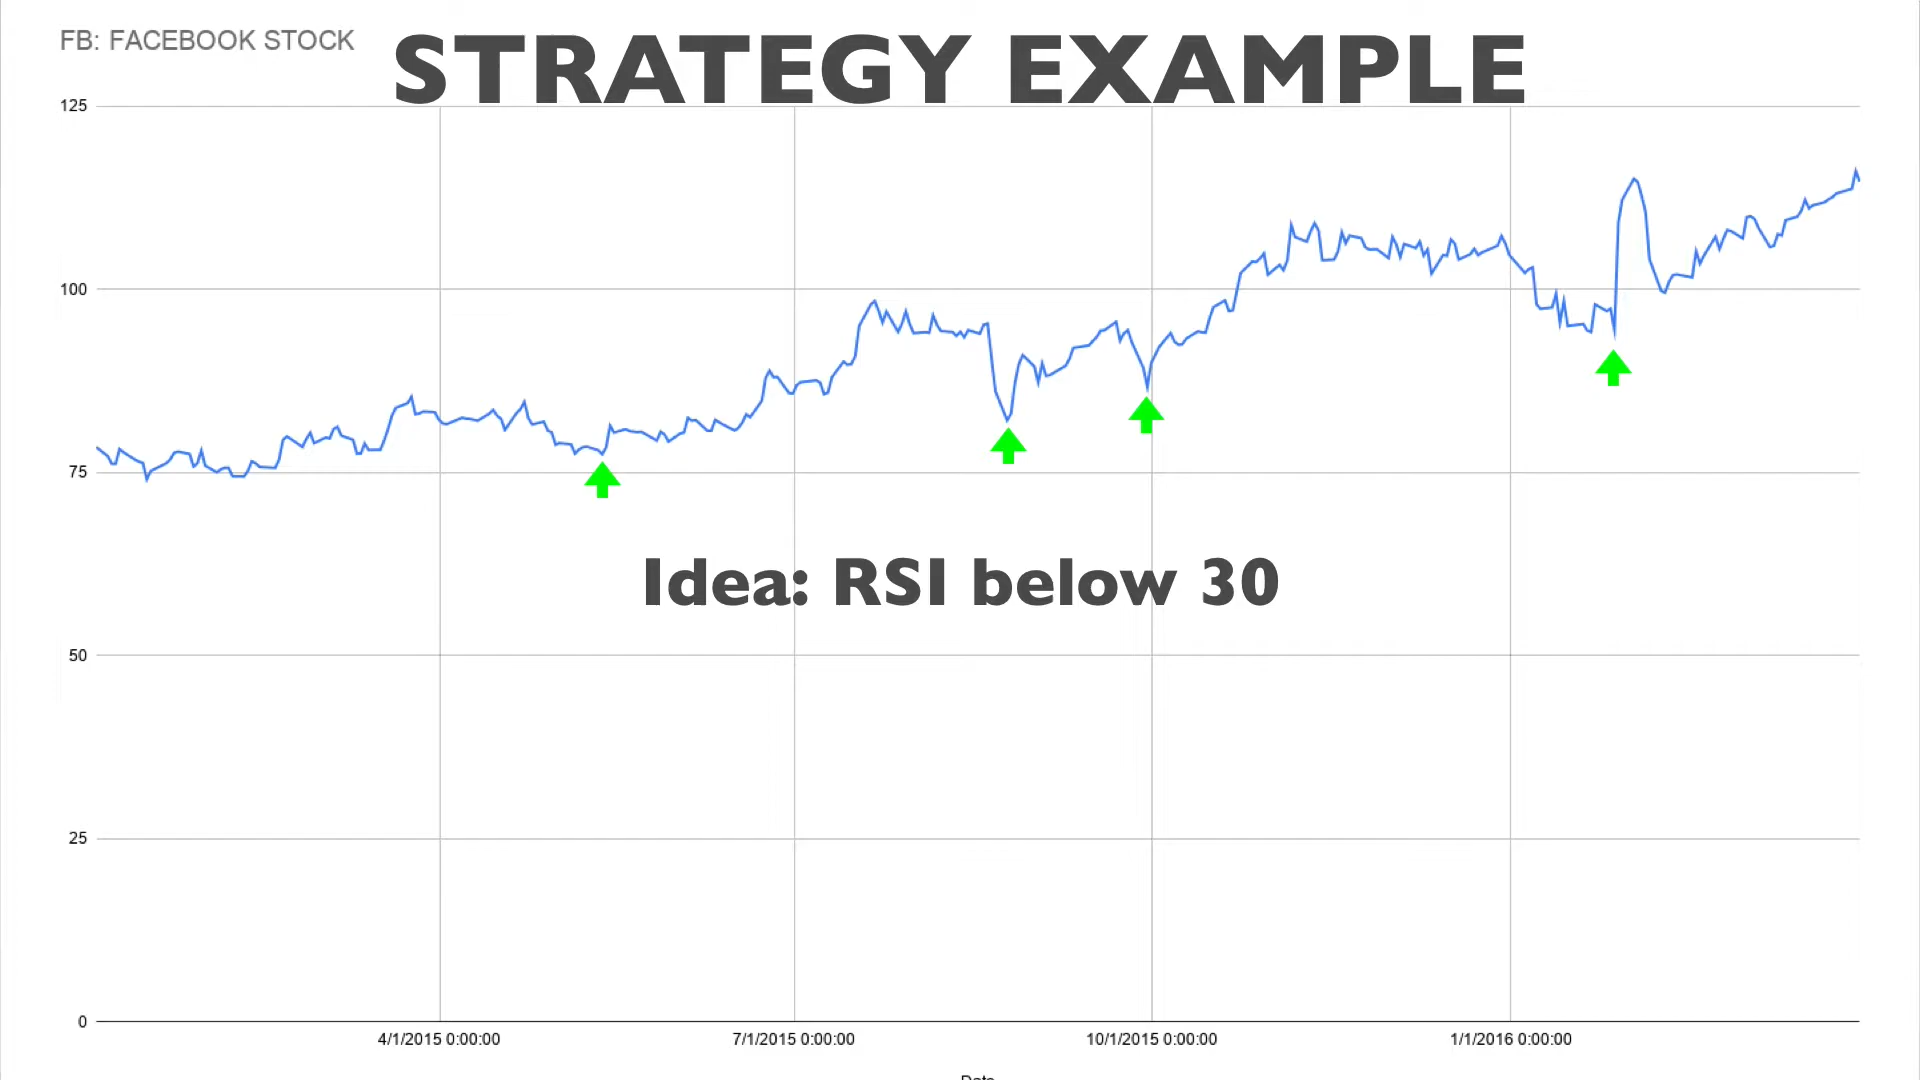 FB: FACEBOOK STOCK
STRATEGY EXAMPLE
125
100
75
Idea: RSI below 30
50
25
0
4/1/2015 0:00:00
7/1/2015 0:00:00
10/1/2015 0:00:00
1/1/2016 0:00:00
Date